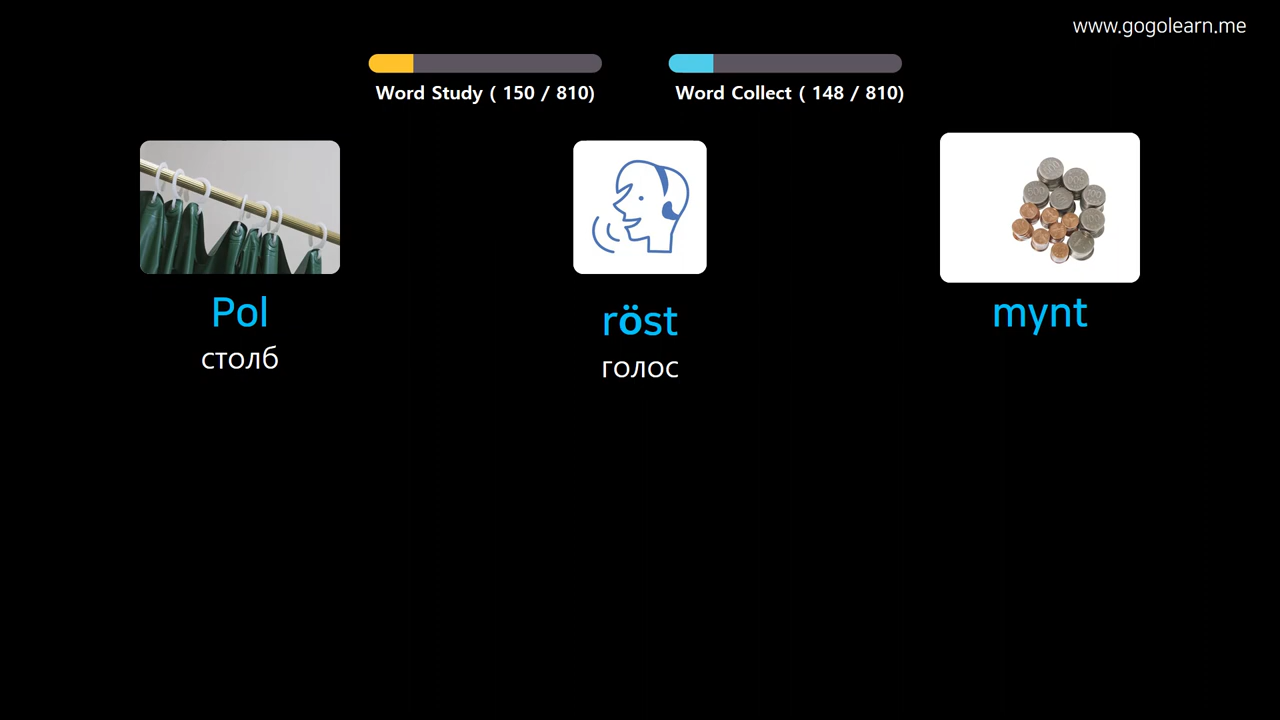 www.gogolearn.me
Word Study ( 150 / 810)
Word Collect ( 148 / 810)
Pol
столб
röst
голос
mynt